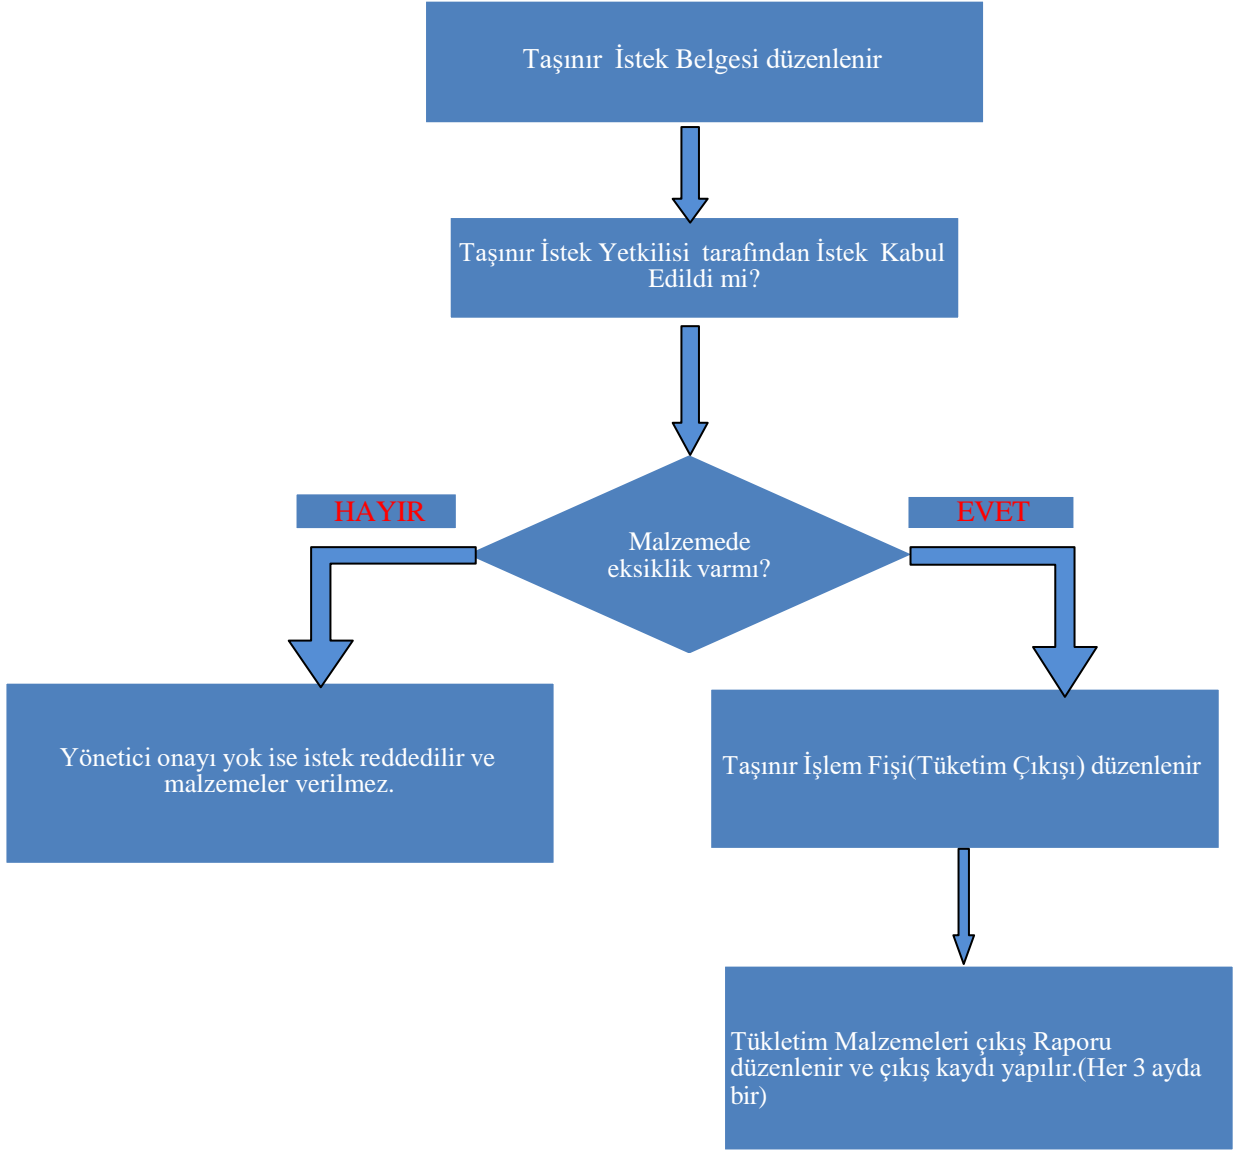 Taşınır İstek Belgesi düzenlenir
Taşınır İstek Yetkilisi tarafından İstek Kabul
Edildi mi?
HAYIR
EVET
Malzemede
eksiklik varmı?
Yönetici onayı yok ise istek reddedilir ve
malzemeler verilmez.
Taşınır İşlem Fişi(Tüketim Çıkışı) düzenlenir
Tükletim Malzemeleri çıkış Raporu
düzenlenir ve çıkış kaydı yapılır.(Her 3 ayda
bir)